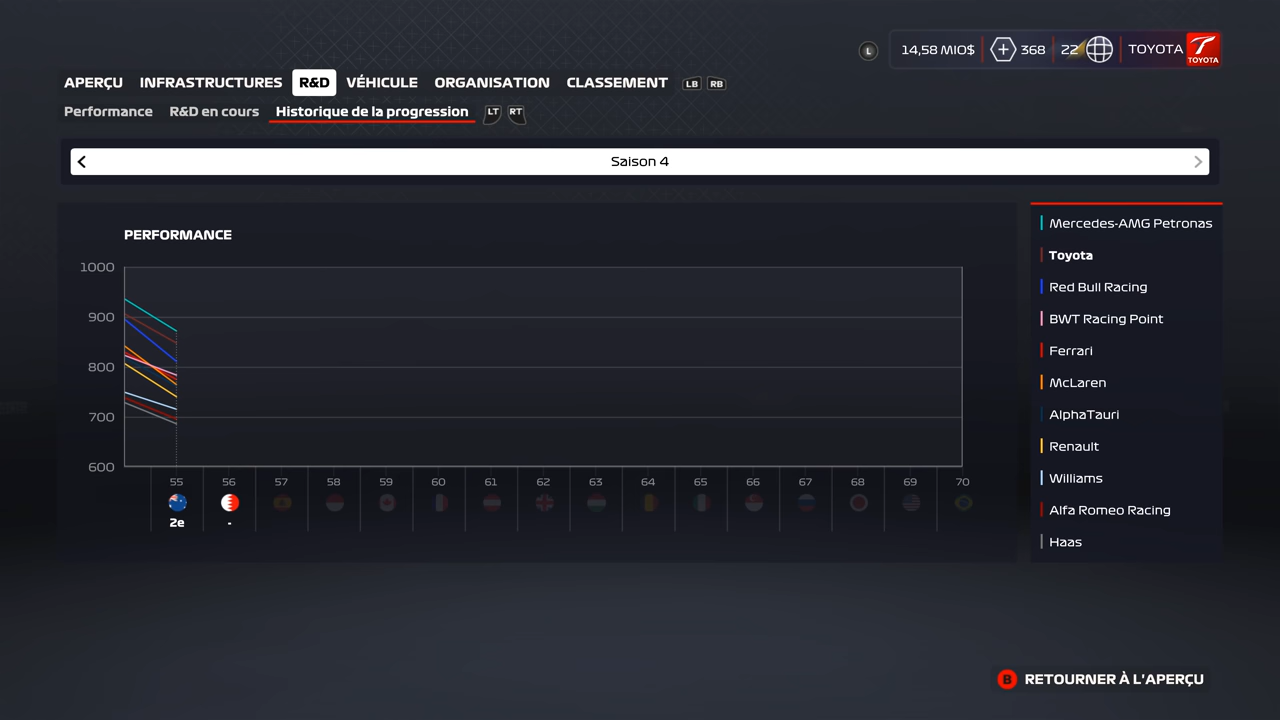 L 14,58 MIO$ 368 22 TOYOTA TOYOTA
APERÇU INFRASTRUCTURES R&D VÉHICULE ORGANISATION CLASSEMENT LB RB
Performance R&D en cours Historique de la progression LT RT
Saison 4
PERFORMANCE
1000
900
800
700
600
55 56 57 58 59 60 61 62 63 64 65 66 67 68 69 70
2e -
Mercedes-AMG Petronas
Toyota
Red Bull Racing
BWT Racing Point
Ferrari
McLaren
AlphaTauri
Renault
Williams
Alfa Romeo Racing
Haas
B RETOURNER À L'APERÇU